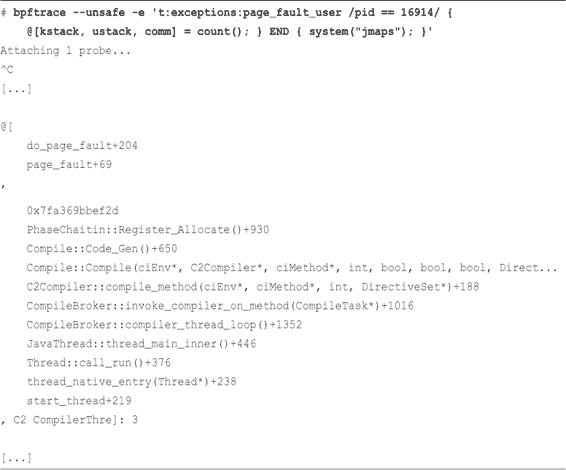 # bpftrace --unsafe -e 't:exceptions:page_fault_user /pid == 16914/ {
@[kstack, ustack, comm] = count(); } END { system("jmaps"); }'
Attaching 1 probe...
^C
[...]
@[
do_page_fault+204
page_fault+69
,
0x7fa369bbef2d
PhaseChaitin::Register_Allocate()+930
Compile::Code_Gen()+650
Compile::Compile(ciEnv*, C2Compiler*, ciMethod*, int, bool, bool, bool, Direct...
C2Compiler::compile_method(ciEnv*, ciMethod*, int, DirectiveSet*)+188
CompileBroker::invoke_compiler_on_method(CompileTask*)+1016
CompileBroker::compiler_thread_loop()+1352
JavaThread::thread_main_inner()+446
Thread::call_run()+376
thread_native_entry(Thread*)+238
start_thread+219
, C2 CompilerThre]: 3
[...]